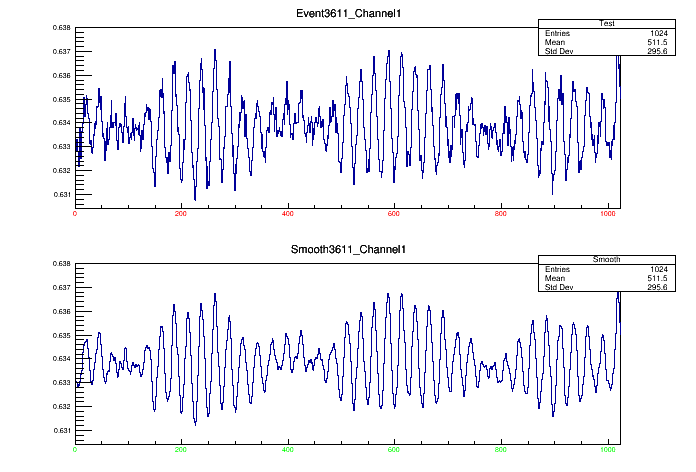 Event3611_Channel1
Test
Entries 1024
Mean 511.5
Std Dev 295.6
0.638
0.637
0.636
0.635
0.634
0.633
0.632
0.631
0 200 400 600 800 1000
Smooth3611_Channel1
Smooth
Entries 1024
Mean 511.5
Std Dev 295.6
0.638
0.637
0.636
0.635
0.634
0.633
0.632
0.631
0 200 400 600 800 1000